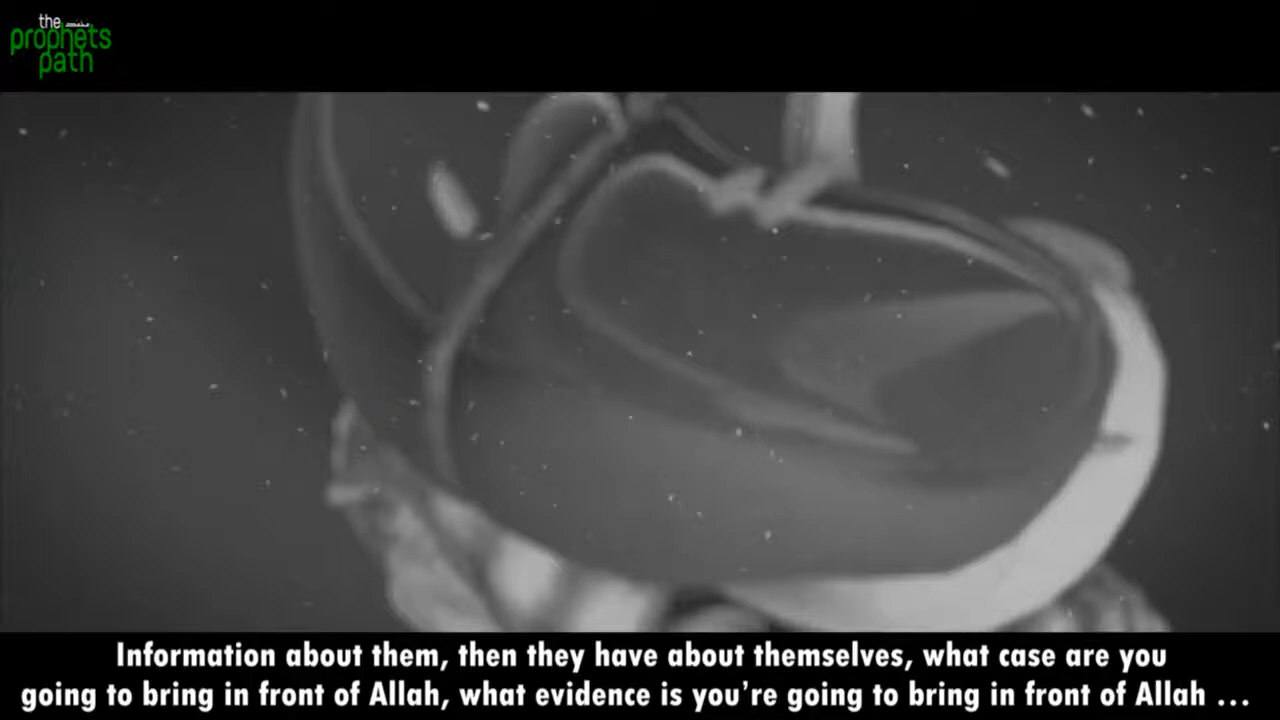 the
prophets
path
Information about them, then they have about themselves, what case are you
going to bring in front of Allah, what evidence is you're going to bring in front of Allah ...